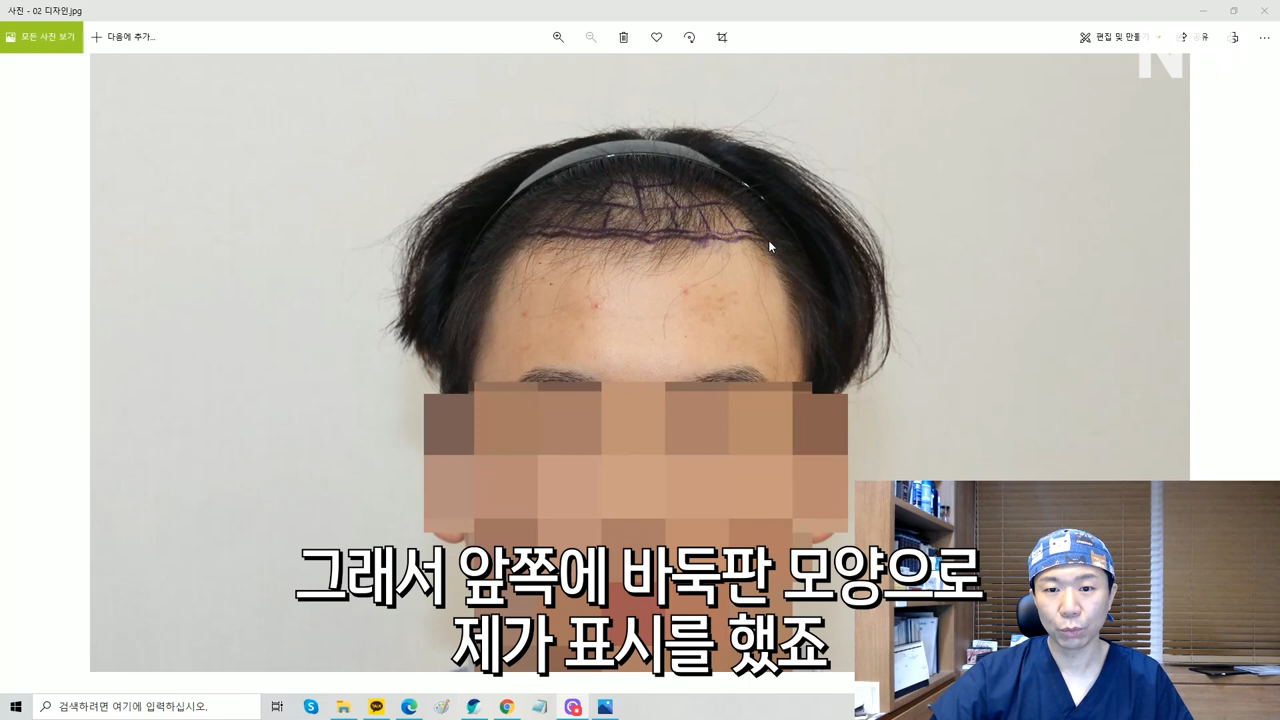 사진 - 02 디자인.jpg
모든 사진 보기
다음에 추가...
편집 및 만들기
공유
N
그래서 앞쪽에 바둑판 모양으로
제가 표시를 했죠
검색하려면 여기에 입력하십시오.